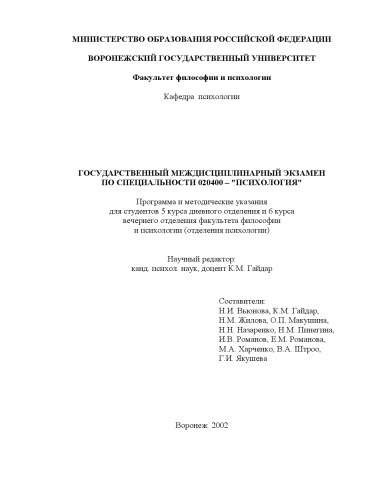 МИНИСТЕРСТВО ОБРАЗОВАНИЯ РОССИЙСКОЙ ФЕДЕРАЦИИ
ВОРОНЕЖСКИЙ ГОСУДАРСТВЕННЫЙ УНИВЕРСИТЕТ
Факультет философии и психологии
Кафедра психологии
ГОСУДАРСТВЕННЫЙ МЕЖДИСЦИПЛИНАРНЫЙ ЭКЗАМЕН
ПО СПЕЦИАЛЬНОСТИ 020400 – "ПСИХОЛОГИЯ"
Программа и методические указания
для студентов 5 курса дневного отделения и 6 курса
вечернего отделения факультета философии
и психологии (отделения психологии)
Научный редактор:
канд. психол. наук, доцент К.М. Гайдар
Составители:
Н.И. Вьюнова, К.М. Гайдар,
Н.М. Жилова, О.П. Макушина,
Н.Н. Назаренко, Н.М. Пинегина,
И.В. Романов, Е.М. Романова,
М.А. Харченко, В.А. Штроо,
Г.И. Якушева
Воронеж 2002